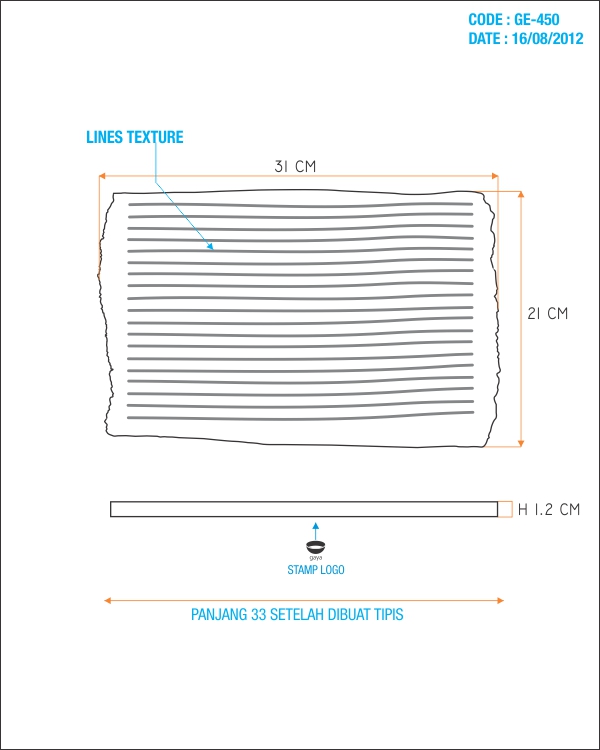 CODE : GE-450
DATE : 16/08/2012
LINES TEXTURE
31 CM
21 CM
H 1.2 CM
gaya
STAMP LOGO
PANJANG 33 SETELAH DIBUAT TIPIS